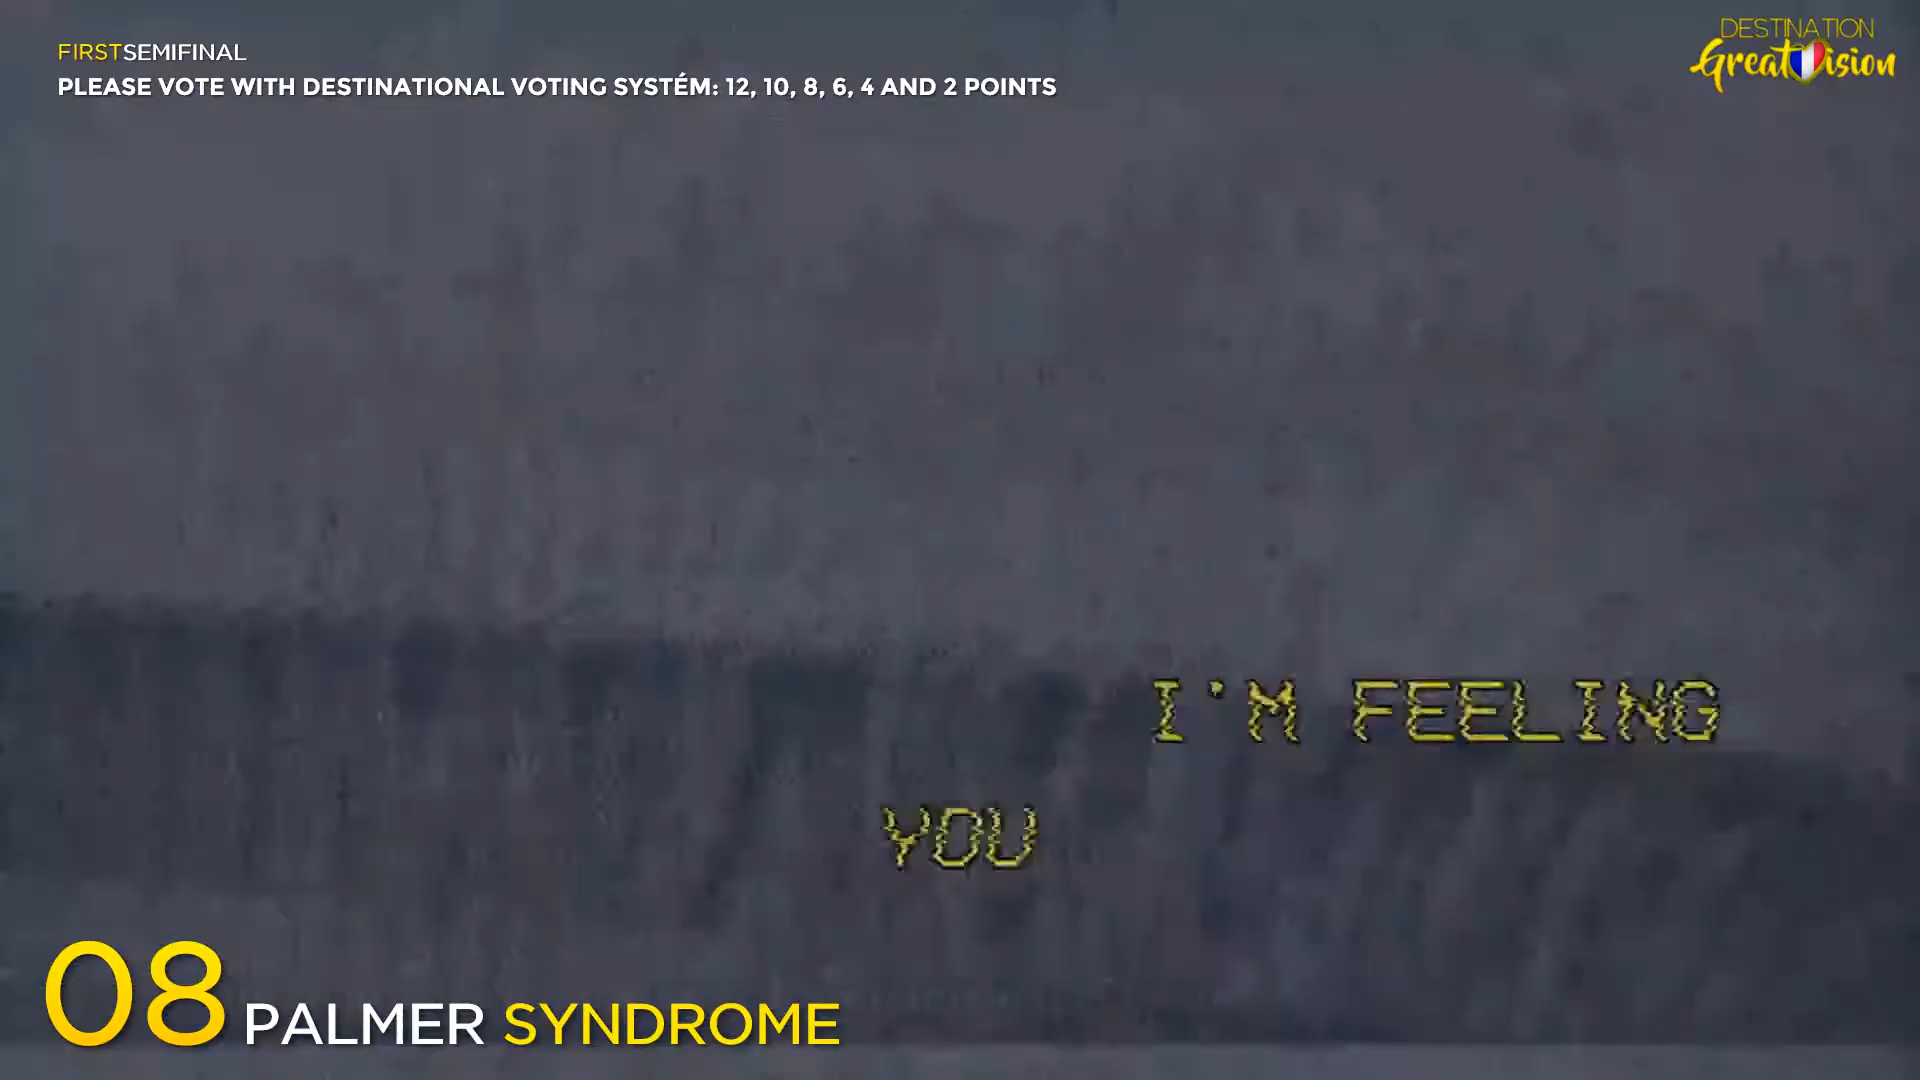 FIRSTSEMIFINAL
PLEASE VOTE WITH DESTINATIONAL VOTING SYSTÉM: 12, 10, 8, 6, 4 AND 2 POINTS
DESTINATION
GreatVision
I'M FEELING
YOU
08 PALMER SYNDROME